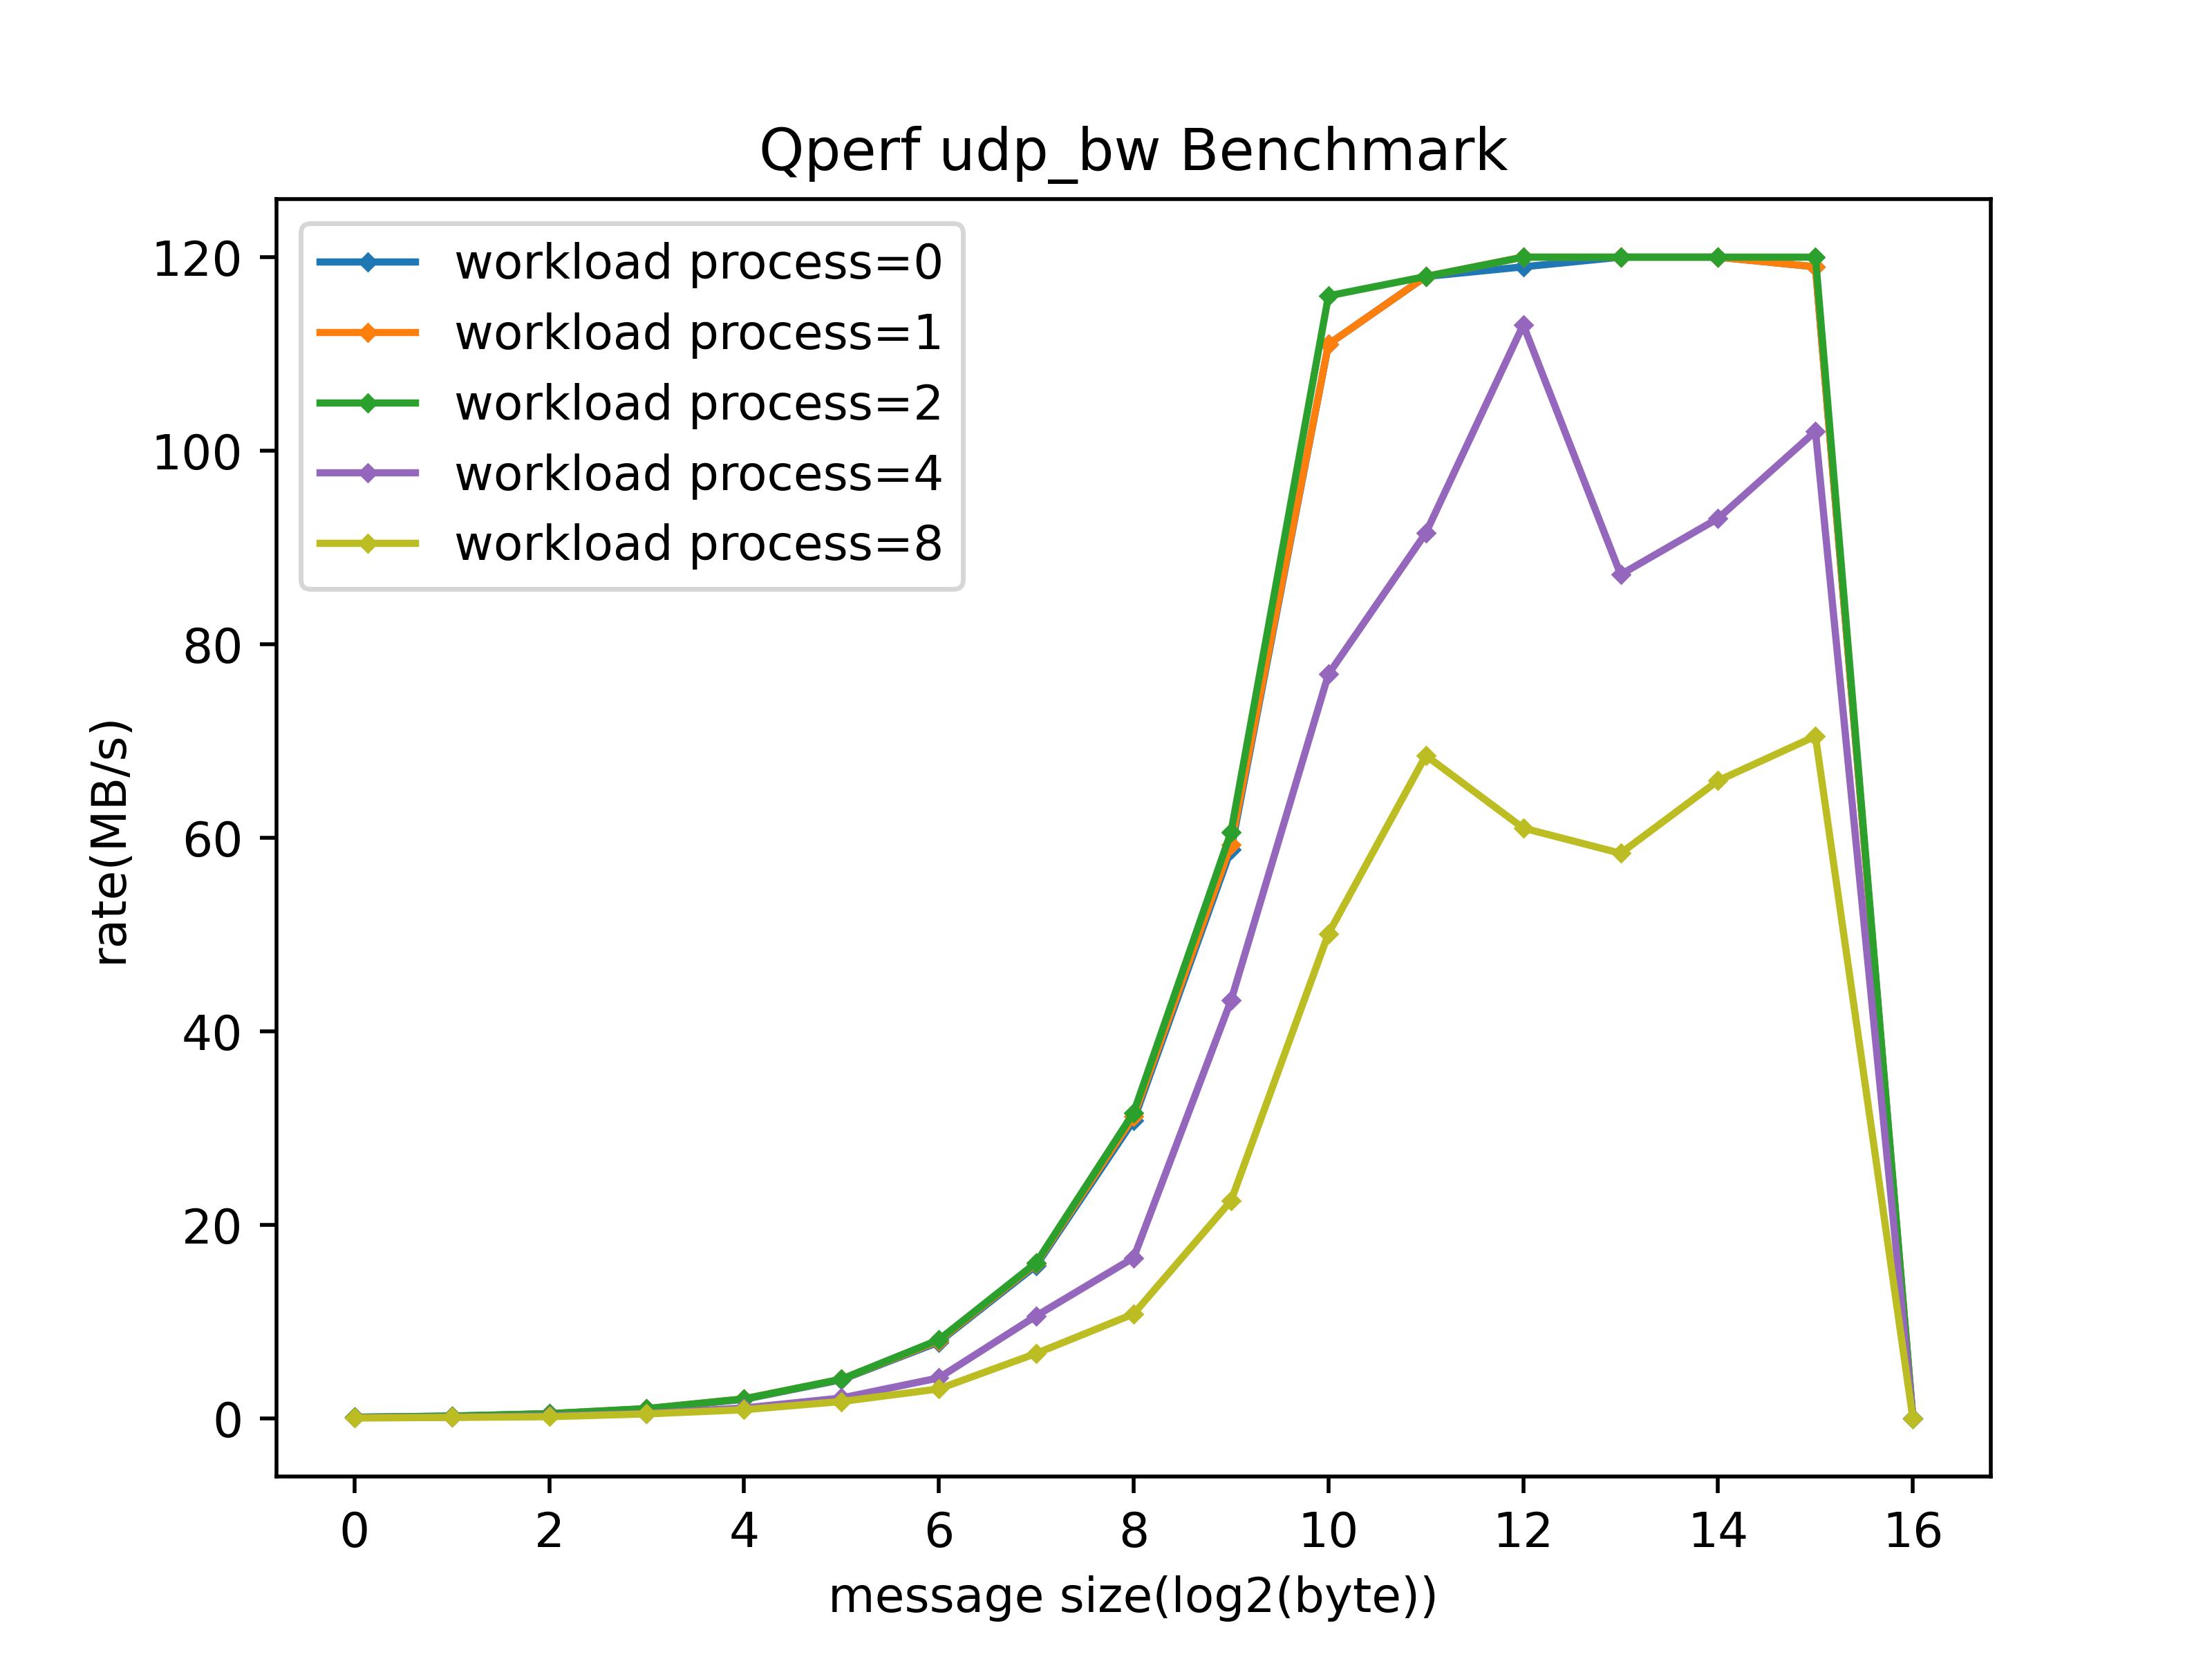 Qperf udp_bw Benchmark
workload process=0
workload process=1
workload process=2
workload process=4
workload process=8
120
100
80
60
40
20
0
rate(MB/s)
0 2 4 6 8 10 12 14 16
message size(log2(byte))